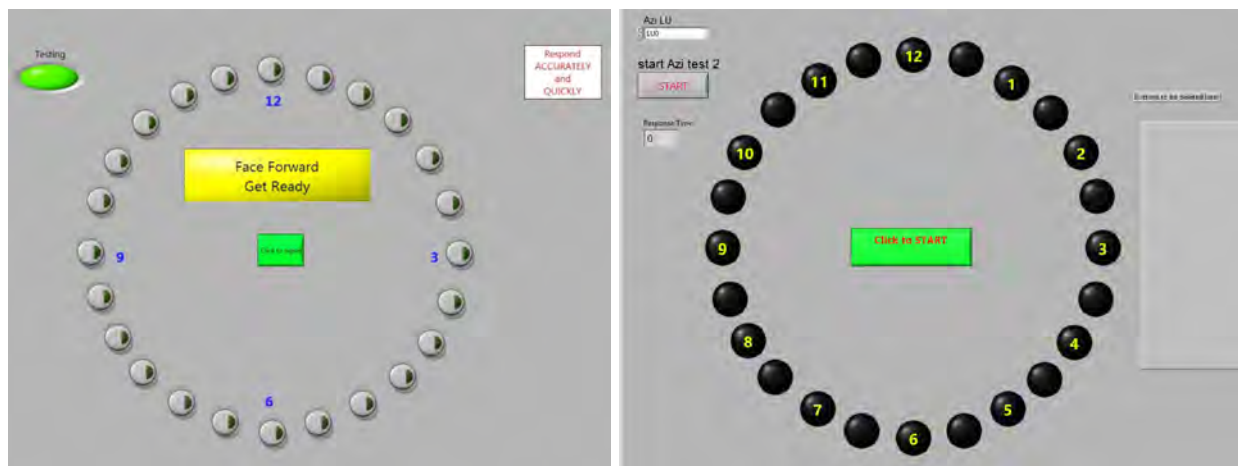 Testing
Respond
ACCURATELY
and
QUICKLY
12
Face Forward
Get Ready
9
3
6
Azi LU
LU0
start Azi test 2
START
Response Time
0
12
11
1
10
2
Click to START
9
3
8
4
7
5
6